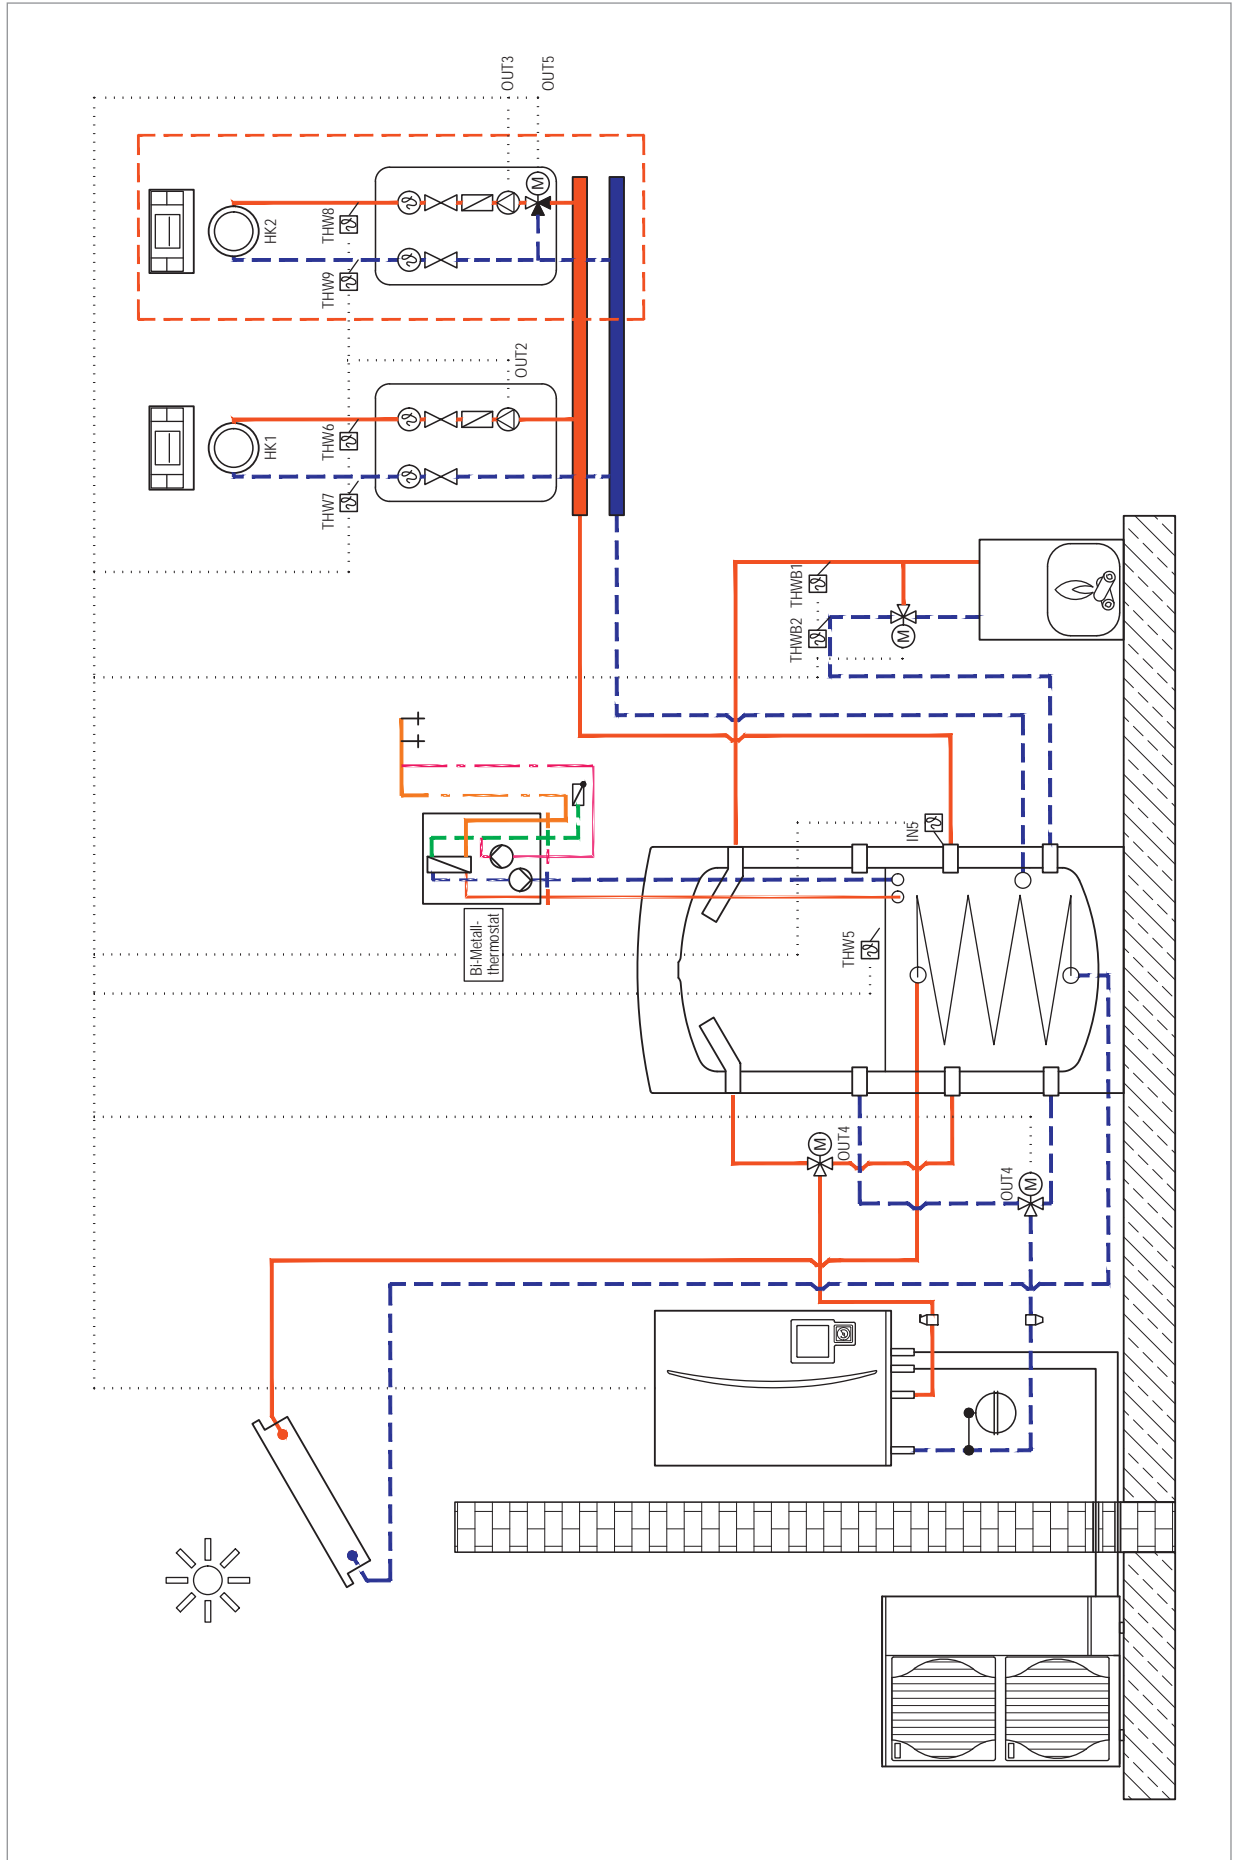 OUT3
OUT5
HK2
THW8
THW9
OUT2
HK1
THW6
THW7
THWB1
THWB2
IN5
Bi-Metall-
thermostat
THW5
OUT4
OUT4
M
M
M
M